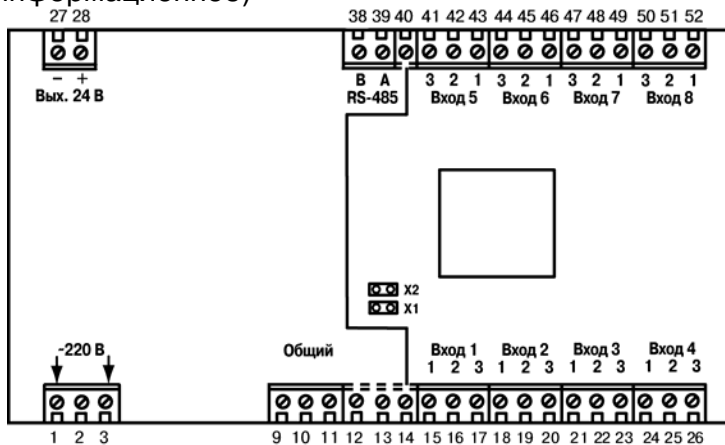 информационное)
27 28 38 39 40 41 42 43 44 45 46 47 48 49 50 51 52
– + B A 3 2 1 3 2 1 3 2 1 3 2 1
Вых. 24 В RS-485 Вход 5 Вход 6 Вход 7 Вход 8
X2
X1
~220 В Общий Вход 1 Вход 2 Вход 3 Вход 4
1 2 3 1 2 3 1 2 3 1 2 3
1 2 3 9 10 11 12 13 14 15 16 17 18 19 20 21 22 23 24 25 26